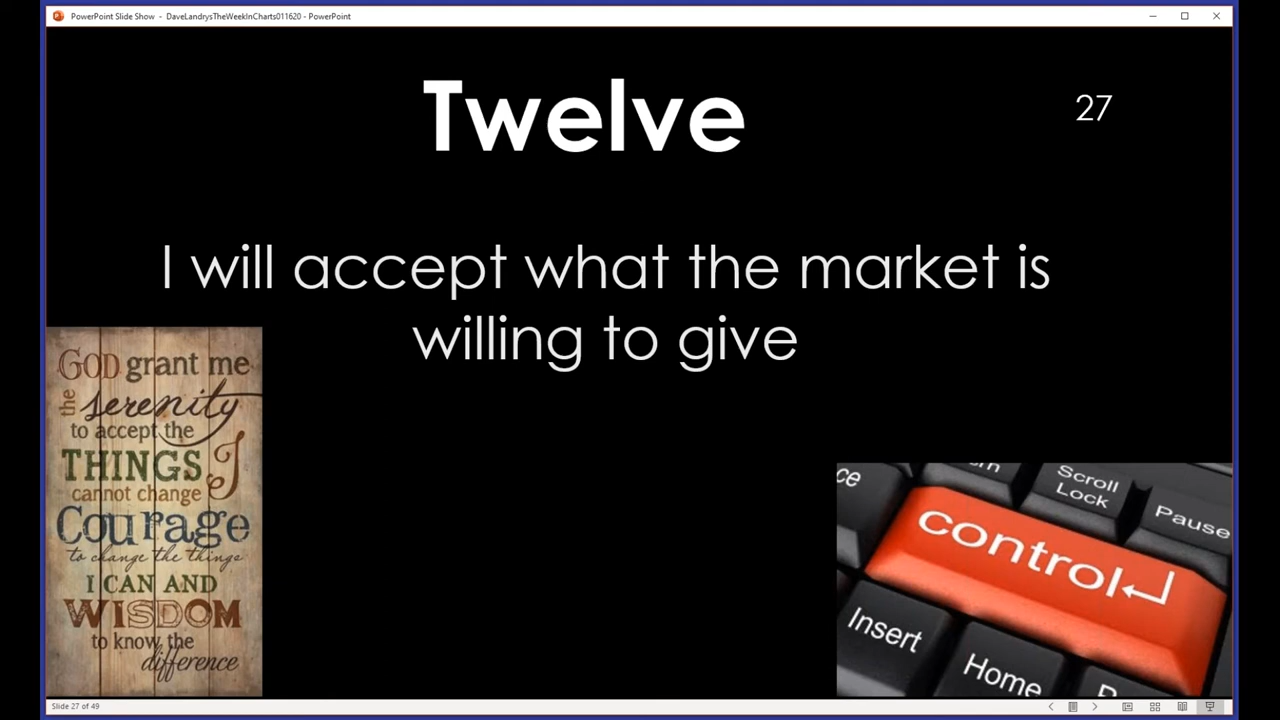 PowerPoint Slide Show - DaveLandrysTheWeekInCharts011620 - PowerPoint
Twelve
27
I will accept what the market is
willing to give
GOD grant me
the serenity
to accept the
THINGS I
cannot change
Courage
to change the things
I CAN AND
WISDOM
to know the
difference
Scroll
Lock
Pause
control
Insert
Home
Slide 27 of 49